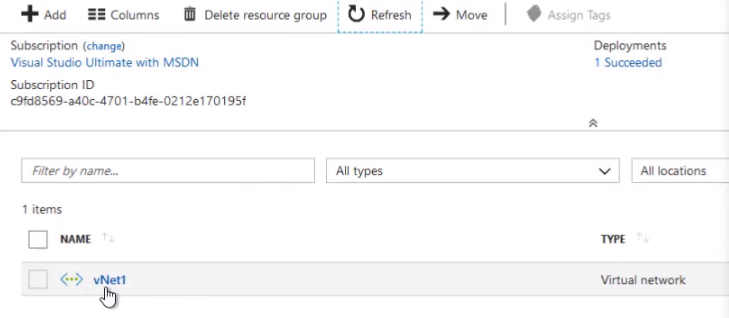 Add Columns Delete resource group Refresh Move Assign Tags
Subscription (change) Deployments
Visual Studio Ultimate with MSDN 1 Succeeded
Subscription ID
c9fd8569-a40c-4701-b4fe-0212e170195f
Filter by name... All types All locations
1 items
NAME TYPE
vNet1 Virtual network